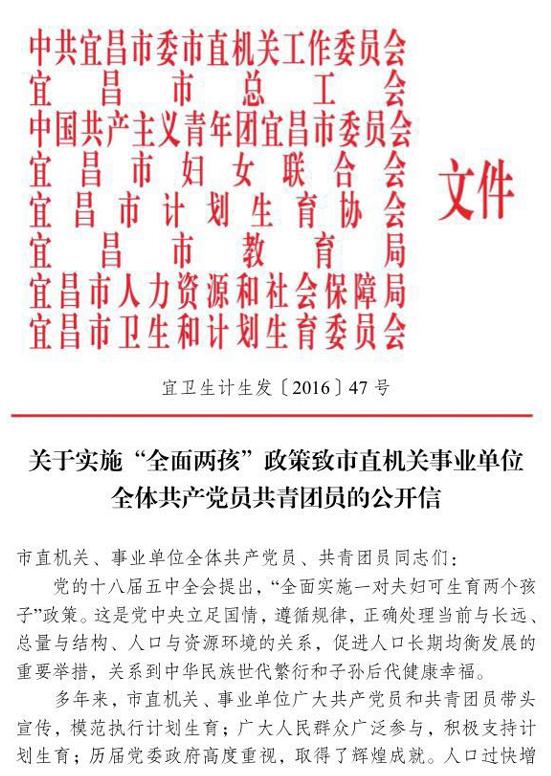 中共宜昌市委市直机关工作委员会
宜昌市总工会
中国共产主义青年团宜昌市委员会
宜昌市妇女联合会
宜昌市计划生育协会
宜昌市教育局
宜昌市人力资源和社会保障局
宜昌市卫生和计划生育委员会
文件
宜卫生计生发〔2016〕47 号
关于实施“全面两孩”政策致市直机关事业单位
全体共产党员共青团员的公开信
市直机关、事业单位全体共产党员、共青团员同志们：
党的十八届五中全会提出，“全面实施一对夫妇可生育两个孩
子”政策。这是党中央立足国情，遵循规律，正确处理当前与长远、
总量与结构、人口与资源环境的关系，促进人口长期均衡发展的
重要举措，关系到中华民族世代繁衍和子孙后代健康幸福。
多年来，市直机关、事业单位广大共产党员和共青团员带头
宣传，模范执行计划生育；广大人民群众广泛参与，积极支持计
划生育；历届党委政府高度重视，取得了辉煌成就。人口过快增